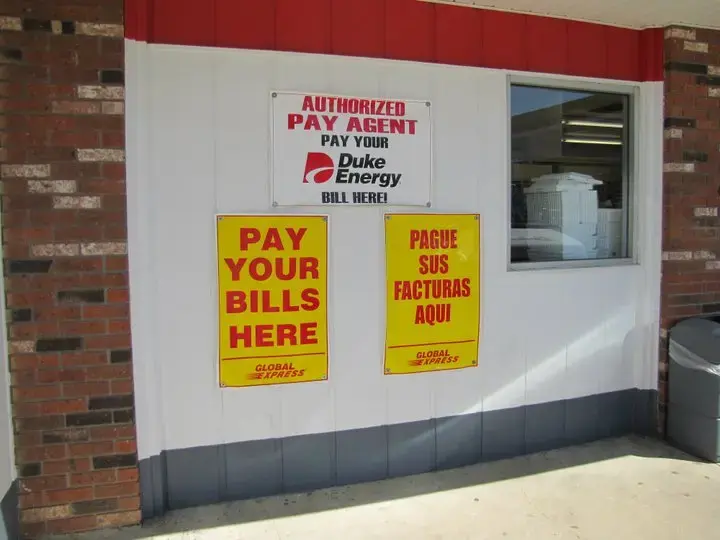 AUTHORIZED
PAY AGENT
PAY YOUR
Duke
Energy
BILL HERE!
PAY
YOUR
BILLS
HERE
GLOBAL
EXPRESS
PAGUE
SUS
FACTURAS
AQUI
GLOBAL
EXPRESS